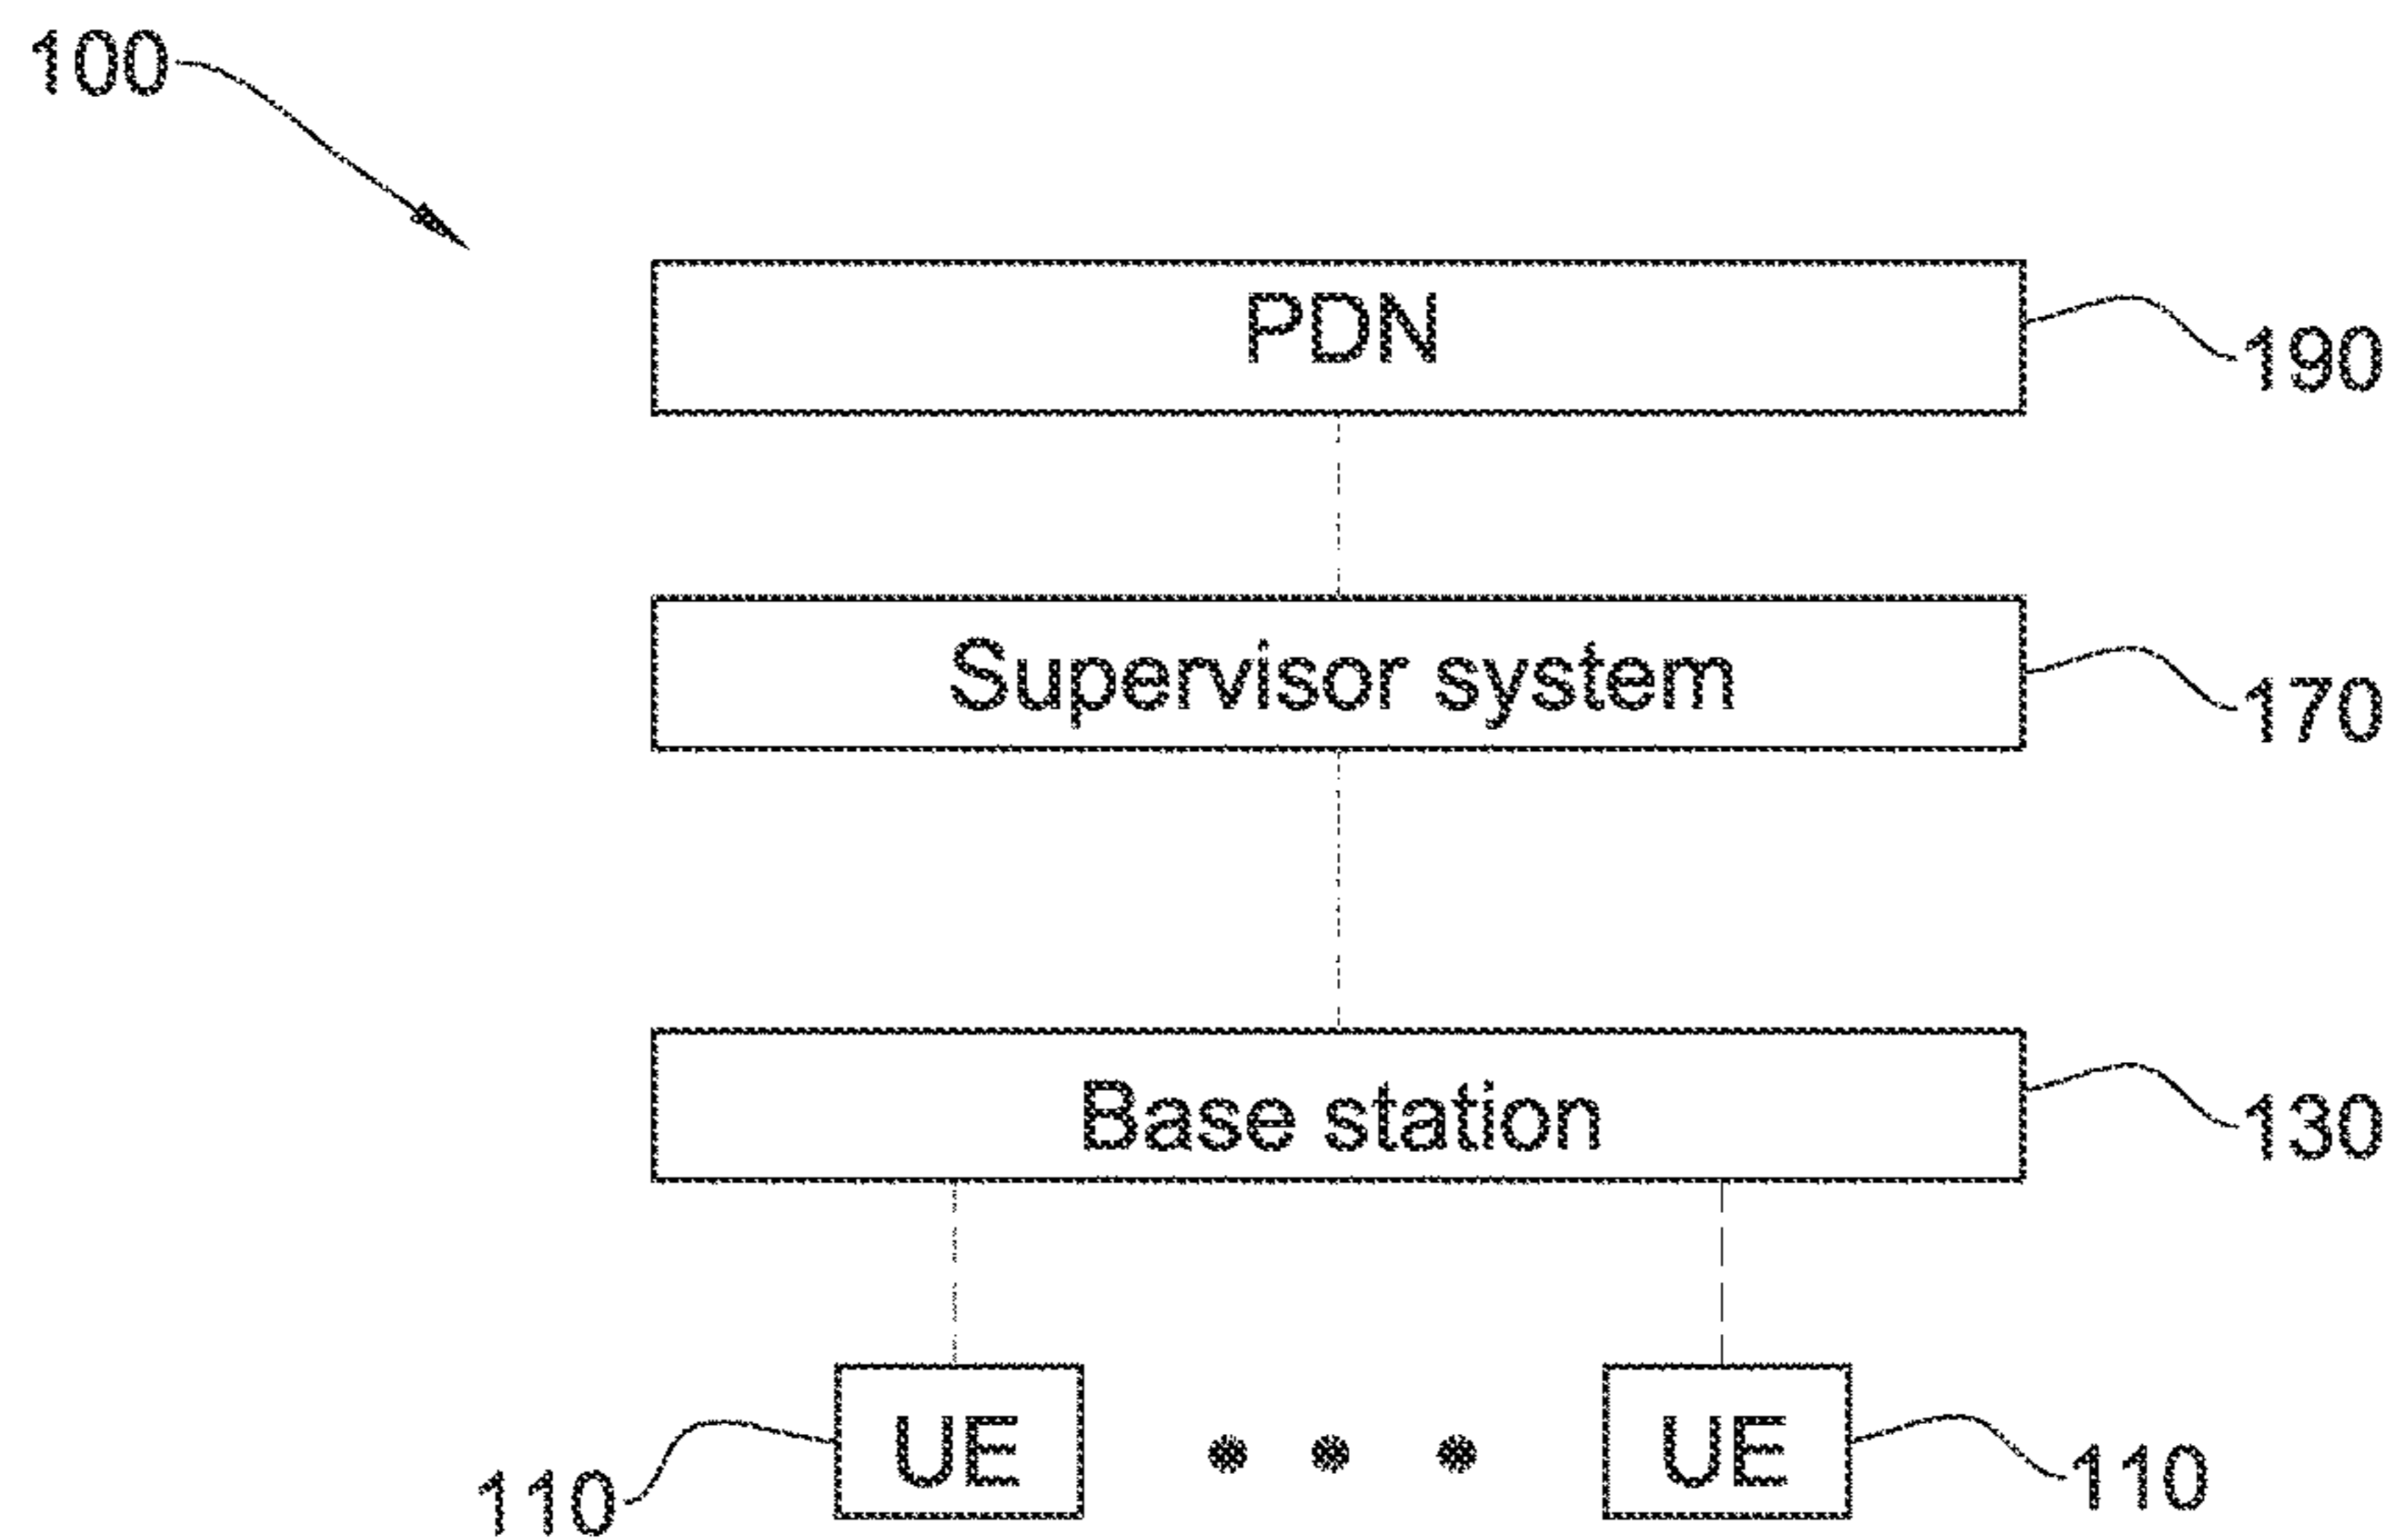 100
PDN
190
Supervisor system
170
Base station
130
UE
UE
110
110